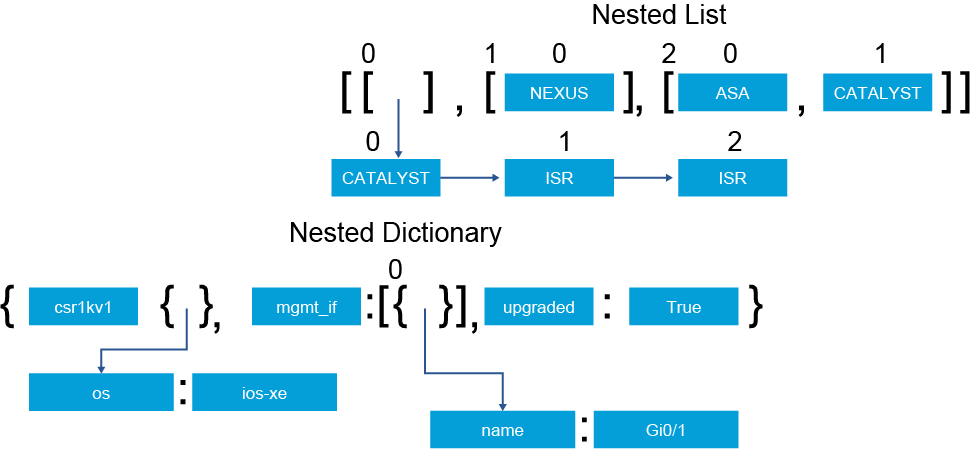 Nested List
0 1 0 2 0 1
[ [ ] , [ NEXUS ] , [ ASA , CATALYST ] ]
0 1 2
CATALYST ISR ISR
Nested Dictionary
0
{ csr1kv1 { } , mgmt_if : [ { } ] , upgraded : True }
os : ios-xe
name : Gi0/1